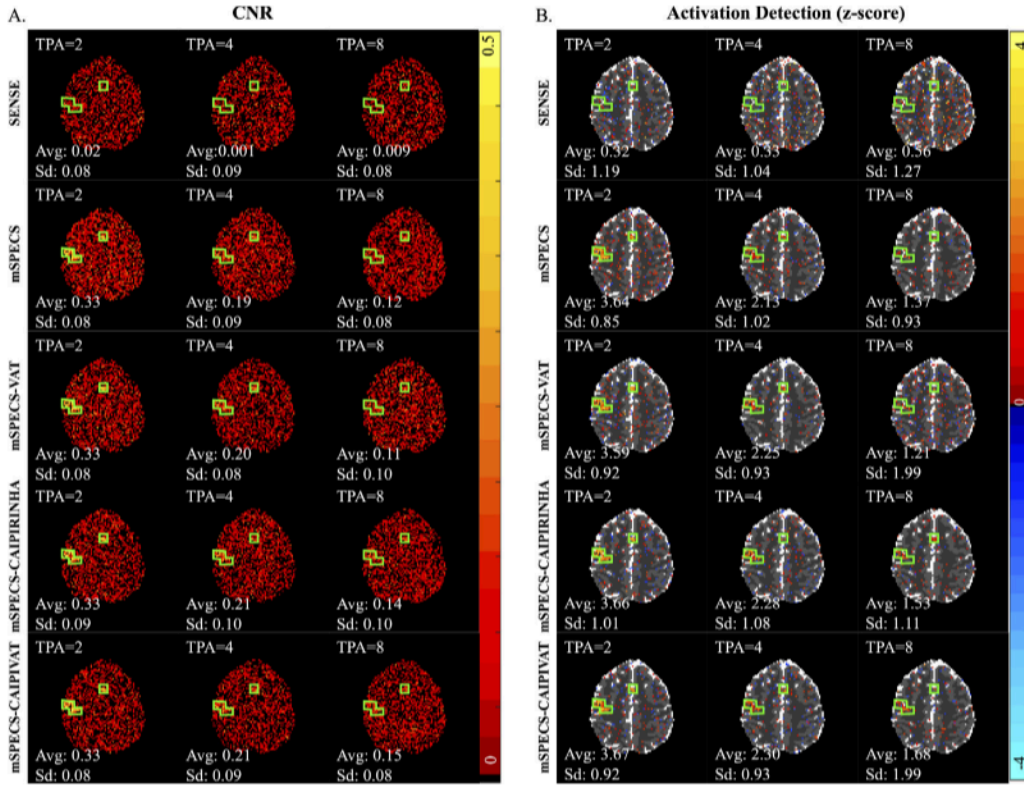 A.
CNR
SENSE
TPA=2
TPA=4
TPA=8
Avg: 0.02
Sd: 0.08
Avg:0.001
Sd: 0.09
Avg: 0.009
Sd: 0.08
mSPECS
TPA=2
TPA=4
TPA=8
Avg: 0.33
Sd: 0.08
Avg: 0.19
Sd: 0.09
Avg: 0.12
Sd: 0.08
mSPECS-VAT
TPA=2
TPA=4
TPA=8
Avg: 0.33
Sd: 0.08
Avg: 0.20
Sd: 0.08
Avg: 0.11
Sd: 0.10
mSPECS-CAIPIRINHA
TPA=2
TPA=4
TPA=8
Avg: 0.33
Sd: 0.09
Avg: 0.21
Sd: 0.10
Avg: 0.14
Sd: 0.10
mSPECS-CAIPIVAT
TPA=2
TPA=4
TPA=8
Avg: 0.33
Sd: 0.08
Avg: 0.21
Sd: 0.09
Avg: 0.15
Sd: 0.08
0.5
0
B.
Activation Detection (z-score)
SENSE
TPA=2
TPA=4
TPA=8
Avg: 0.32
Sd: 1.19
Avg: 0.33
Sd: 1.04
Avg: 0.56
Sd: 1.27
mSPECS
TPA=2
TPA=4
TPA=8
Avg: 3.64
Sd: 0.85
Avg: 2.13
Sd: 1.02
Avg: 1.37
Sd: 0.93
mSPECS-VAT
TPA=2
TPA=4
TPA=8
Avg: 3.59
Sd: 0.92
Avg: 2.25
Sd: 0.93
Avg: 1.21
Sd: 1.99
mSPECS-CAIPIRINHA
TPA=2
TPA=4
TPA=8
Avg: 3.66
Sd: 1.01
Avg: 2.28
Sd: 1.08
Avg: 1.53
Sd: 1.11
mSPECS-CAIPIVAT
TPA=2
TPA=4
TPA=8
Avg: 3.67
Sd: 0.92
Avg: 2.30
Sd: 0.93
Avg: 1.68
Sd: 1.99
4
0
-4